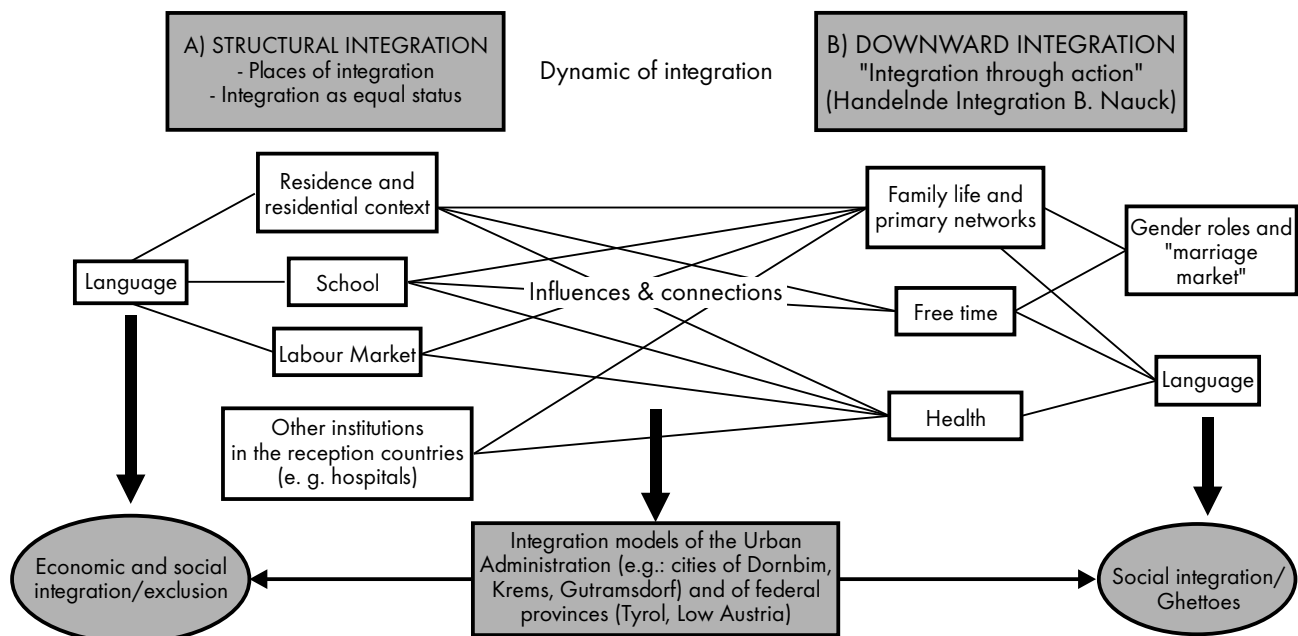 A) STRUCTURAL INTEGRATION
- Places of integration
- Integration as equal status
Dynamic of integration
B) DOWNWARD INTEGRATION
"Integration through action"
(Handelnde Integration B. Nauck)
Residence and
residential context
Family life and
primary networks
Gender roles and
"marriage
market"
Language
School
Influences & connections
Free time
Labour Market
Language
Other institutions
in the reception countries
(e. g. hospitals)
Health
Economic and social
integration/exclusion
Integration models of the Urban
Administration (e.g.: cities of Dornbim,
Krems, Gutramsdorf) and of federal
provinces (Tyrol, Low Austria)
Social integration/
Ghettoes